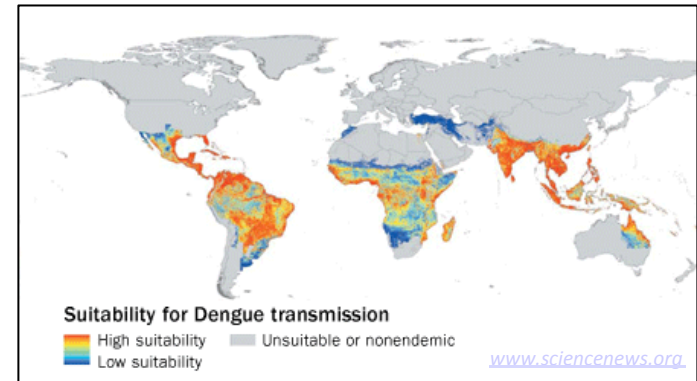 Suitability for Dengue transmission
High suitability
Low suitability
Unsuitable or nonendemic
www.sciencenews.org